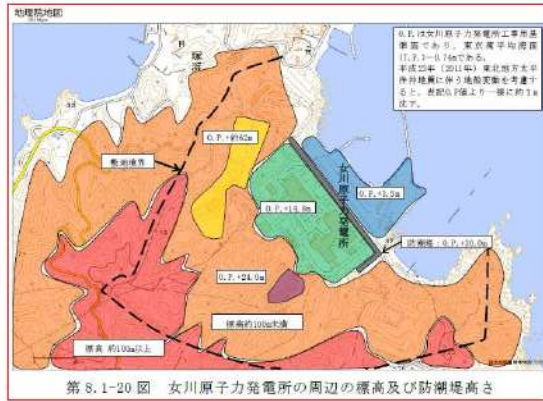 地理院地図
O.P.は女川原子力発電所工事用基
準面であり、東京湾平均海面
(T.P.)-0.74mである。
平成23年(2011年)東北地方太平
洋沖地震に伴う地殻変動を考慮す
ると、表記O.P.値より一様に約1m
沈下。
塚浜
O.P.+約62m
敷地境界
O.P.+3.5m
O.P.+14.8m
女川原子力発電所
防潮堤：O.P.+30.0m
O.P.+24.0m
標高約100m未満
標高 約100m以上
第8.1-20図 女川原子力発電所の周辺の標高及び防潮堤高さ